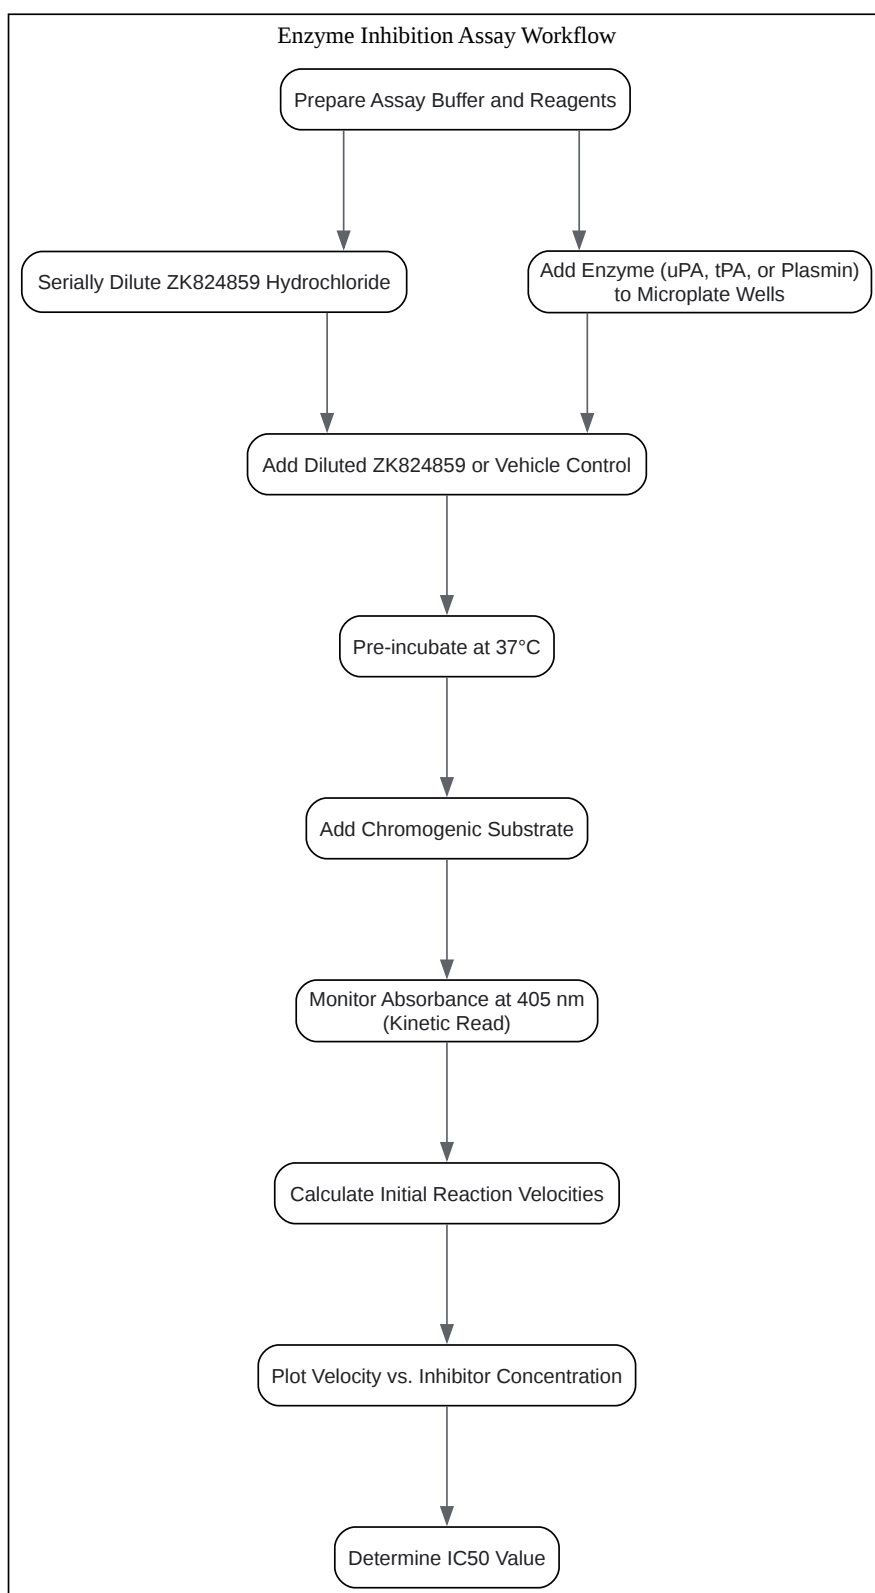 Enzyme Inhibition Assay Workflow
Prepare Assay Buffer and Reagents
Serially Dilute ZK824859 Hydrochloride
Add Enzyme (uPA, tPA, or Plasmin)
to Microplate Wells
Add Diluted ZK824859 or Vehicle Control
Pre-incubate at 37°C
Add Chromogenic Substrate
Monitor Absorbance at 405 nm
(Kinetic Read)
Calculate Initial Reaction Velocities
Plot Velocity vs. Inhibitor Concentration
Determine IC50 Value